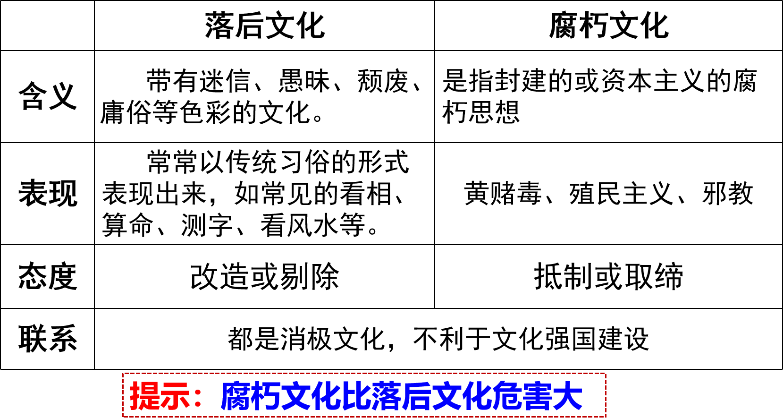 落后文化 腐朽文化
含义
带有迷信、愚昧、颓废、
庸俗等色彩的文化。
是指封建的或资本主义的腐
朽思想
表现
常常以传统习俗的形式
表现出来，如常见的看相、
算命、测字、看风水等。
黄赌毒、殖民主义、邪教
态度 改造或剔除 抵制或取缔
联系 都是消极文化，不利于文化强国建设
提示：腐朽文化比落后文化危害大